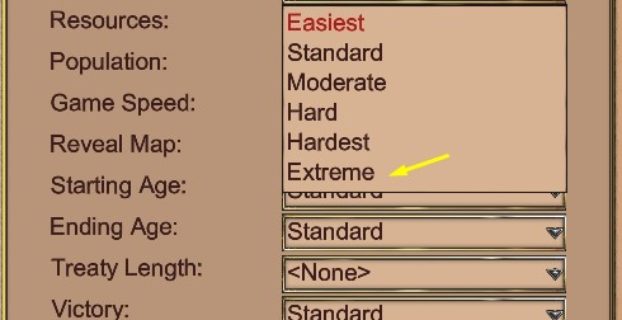 Resources:
Easiest
Standard
Population:
Moderate
Game Speed:
Hard
Reveal Map:
Hardest
Extreme
Starting Age:
Standard
Ending Age:
Standard
Treaty Length:
<None>
Victory:
Standard